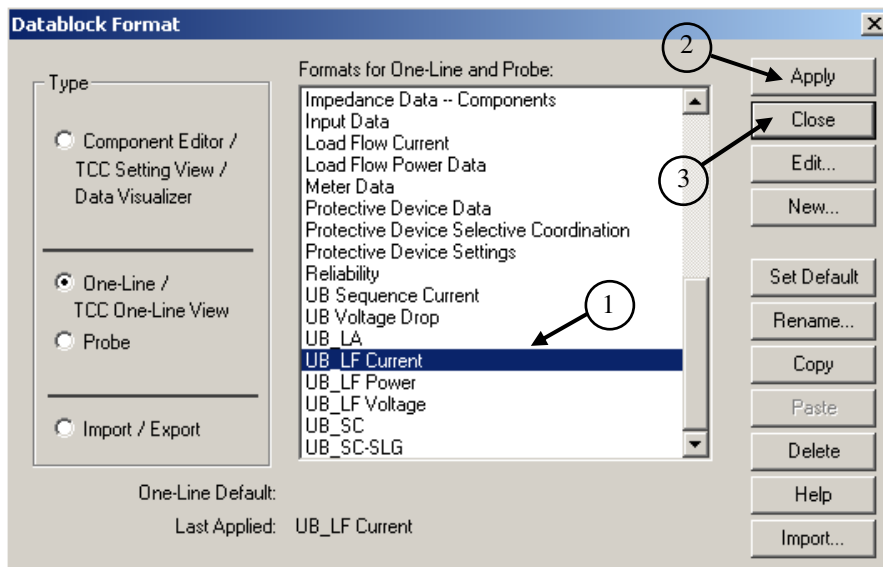 Datablock Format
Type
Component Editor /
TCC Setting View /
Data Visualizer
One-Line /
TCC One-Line View
Probe
Import / Export
Formats for One-Line and Probe:
Impedance Data -- Components
Input Data
Load Flow Current
Load Flow Power Data
Meter Data
Protective Device Data
Protective Device Selective Coordination
Protective Device Settings
Reliability
UB Sequence Current
UB Voltage Drop
UB_LA
UB_LF Current
UB_LF Power
UB_LF Voltage
UB_SC
UB_SC-SLG
1
2
3
Apply
Close
Edit...
New...
Set Default
Rename...
Copy
Paste
Delete
Help
Import...
One-Line Default:
Last Applied: UB_LF Current